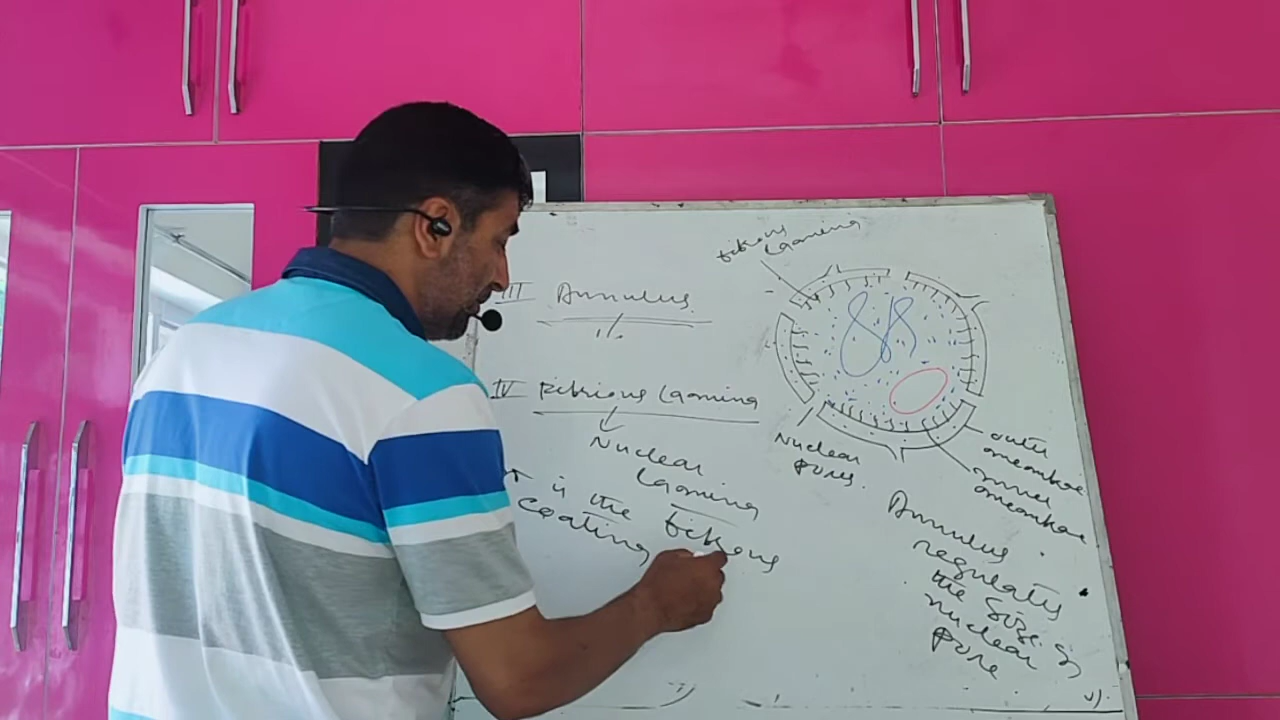 III Annulus
IV Fibrious Lamina
Nuclear
Lamina
is the fibrous
coating
fibrous
Lamina
Nuclear
pores.
outer
membrane
inner
membrane
Annulus
regulates
the size of
nuclear
pore